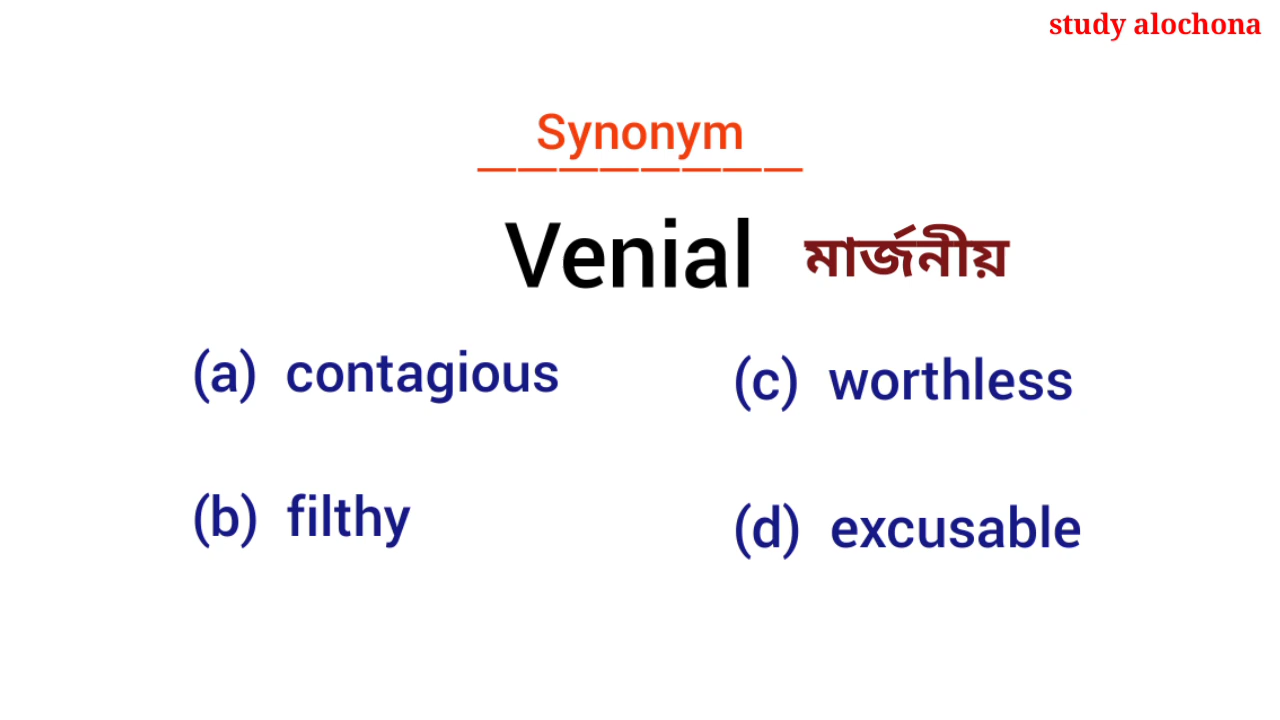 study alochona
Synonym
————————
Venial মার্জনীয়
(a) contagious
(c) worthless
(b) filthy
(d) excusable